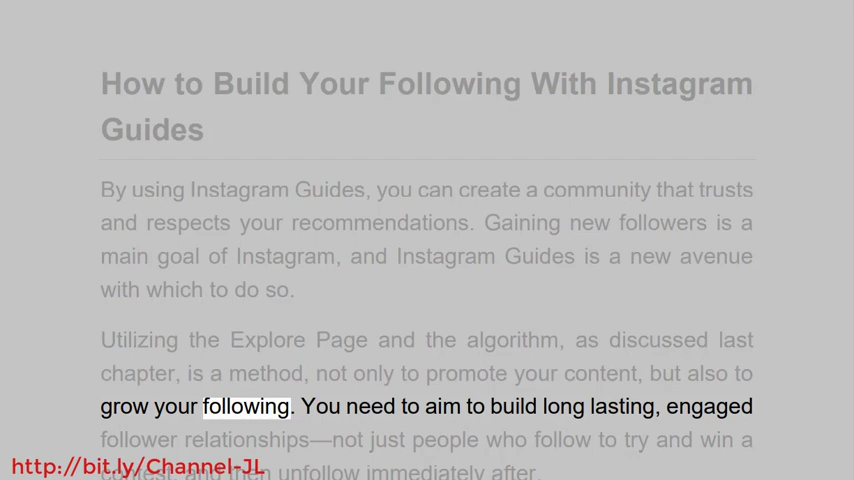 How to Build Your Following With Instagram
Guides
By using Instagram Guides, you can create a community that trusts
and respects your recommendations. Gaining new followers is a
main goal of Instagram, and Instagram Guides is a new avenue
with which to do so.
Utilizing the Explore Page and the algorithm, as discussed last
chapter, is a method, not only to promote your content, but also to
grow your following. You need to aim to build long lasting, engaged
follower relationships—not just people who follow to try and win a
contest, and then unfollow immediately after.
http://bit.ly/Channel-JL